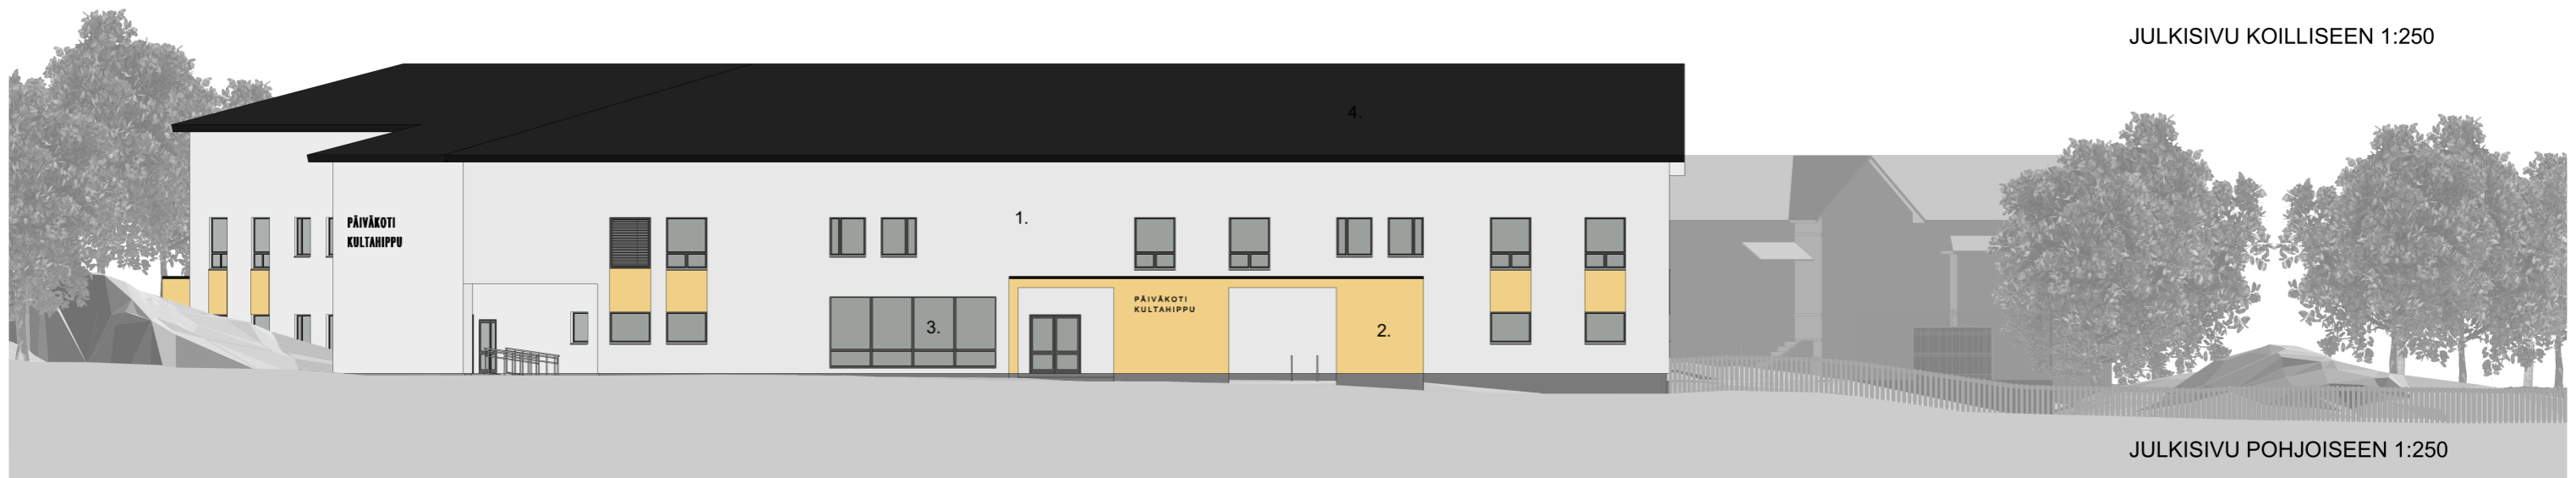 JULKISIVU KOILLISEEN 1:250
4.
PÄIVÄKOTI
KULTAHIPPU
1.
PÄIVÄKOTI
KULTAHIPPU
3.
2.
JULKISIVU POHJOISEEN 1:250